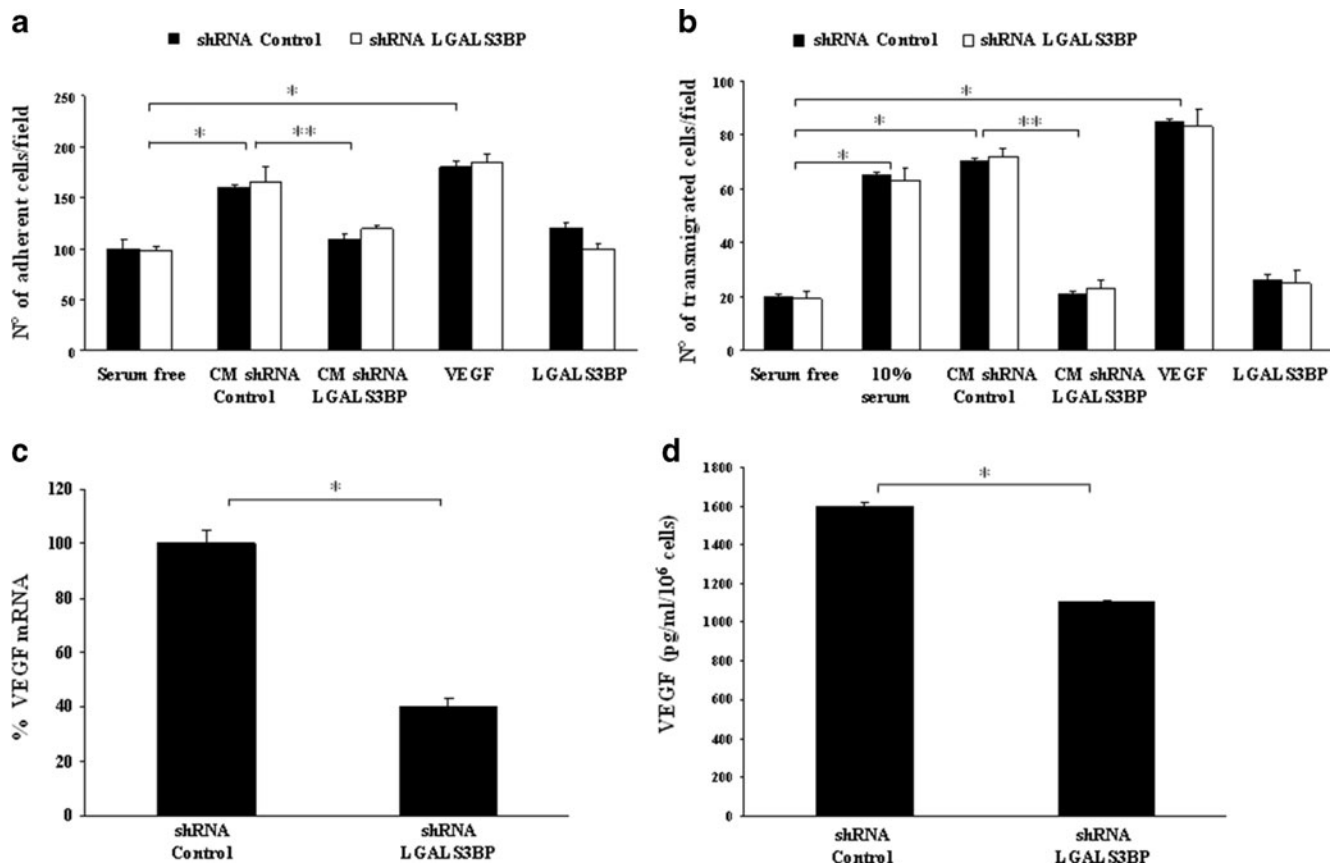 a
■ shRNA Control □ shRNA LGALS3BP
N° of adherent cells/field
250
200
150
100
50
0
*
* **
Serum free CM shRNA Control CM shRNA LGALS3BP VEGF LGALS3BP
b
■ shRNA Control □ shRNA LGALS3BP
N° of transmigrated cells/field
100
80
60
40
20
0
*
* **
*
Serum free 10% serum CM shRNA Control CM shRNA LGALS3BP VEGF LGALS3BP
c
% VEGF mRNA
120
100
80
60
40
20
0
*
shRNA Control shRNA LGALS3BP
d
VEGF (pg/ml/10⁶ cells)
1800
1600
1400
1200
1000
800
600
400
200
0
*
shRNA Control shRNA LGALS3BP